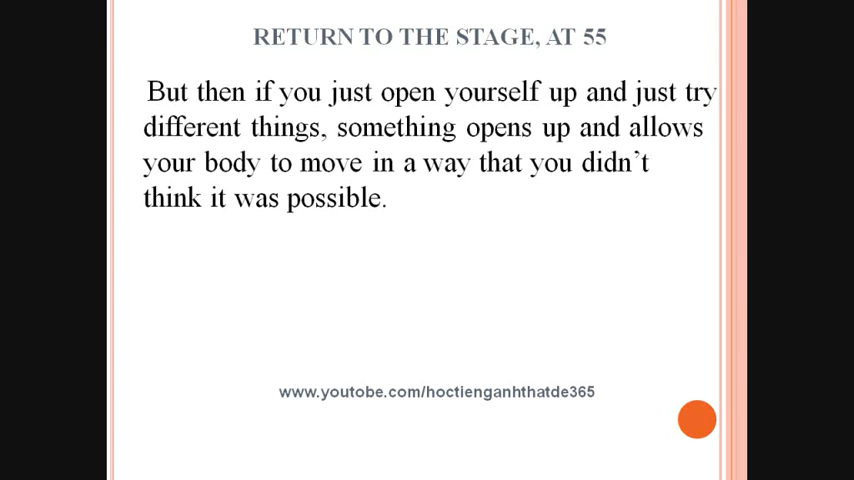 RETURN TO THE STAGE, AT 55
But then if you just open yourself up and just try
different things, something opens up and allows
your body to move in a way that you didn’t
think it was possible.
www.youtobe.com/hoctienganhthatde365